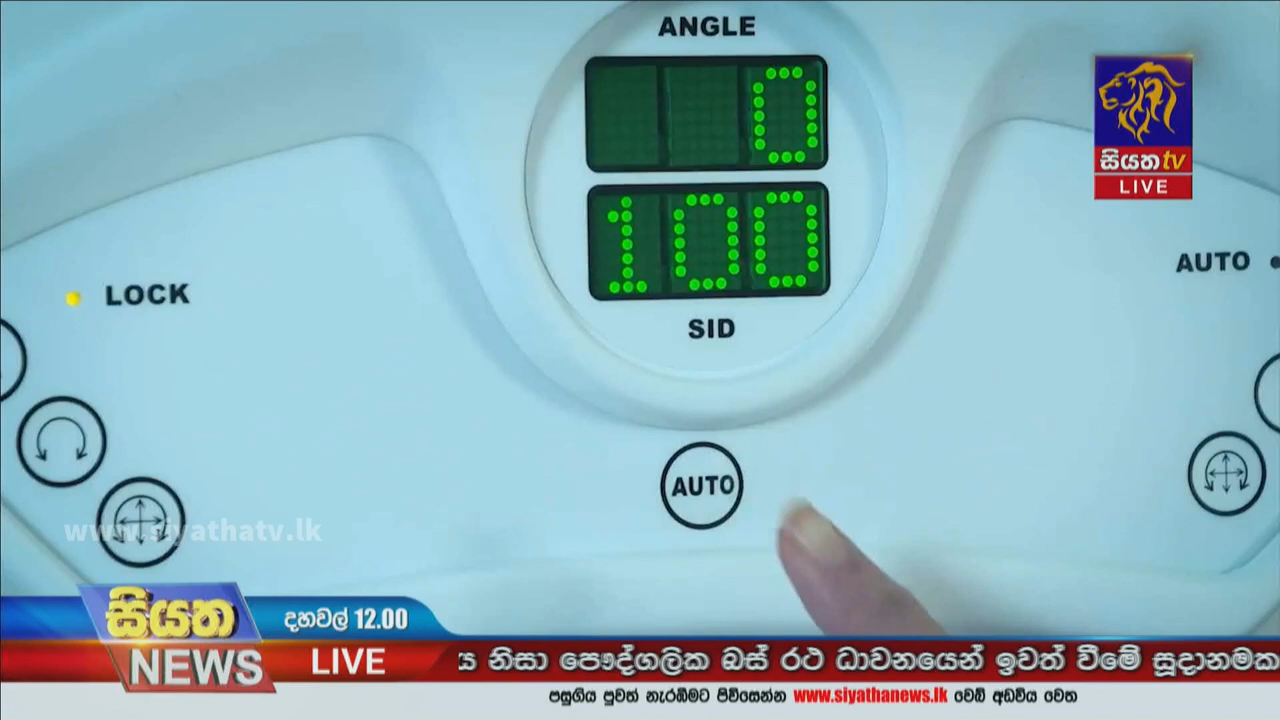 ANGLE
0
100
SID
LOCK
AUTO
AUTO
සියත tv
LIVE
www.siyathatv.lk
සියත
NEWS
දහවල් 12.00
LIVE
ය නිසා පෞද්ගලික බස් රථ ධාවනයෙන් ඉවත් වීමේ සූදානමක
පසුගිය පුවත් නැරඹීමට පිවිසෙන්න www.siyathanews.lk වෙබ් අඩවිය වෙත